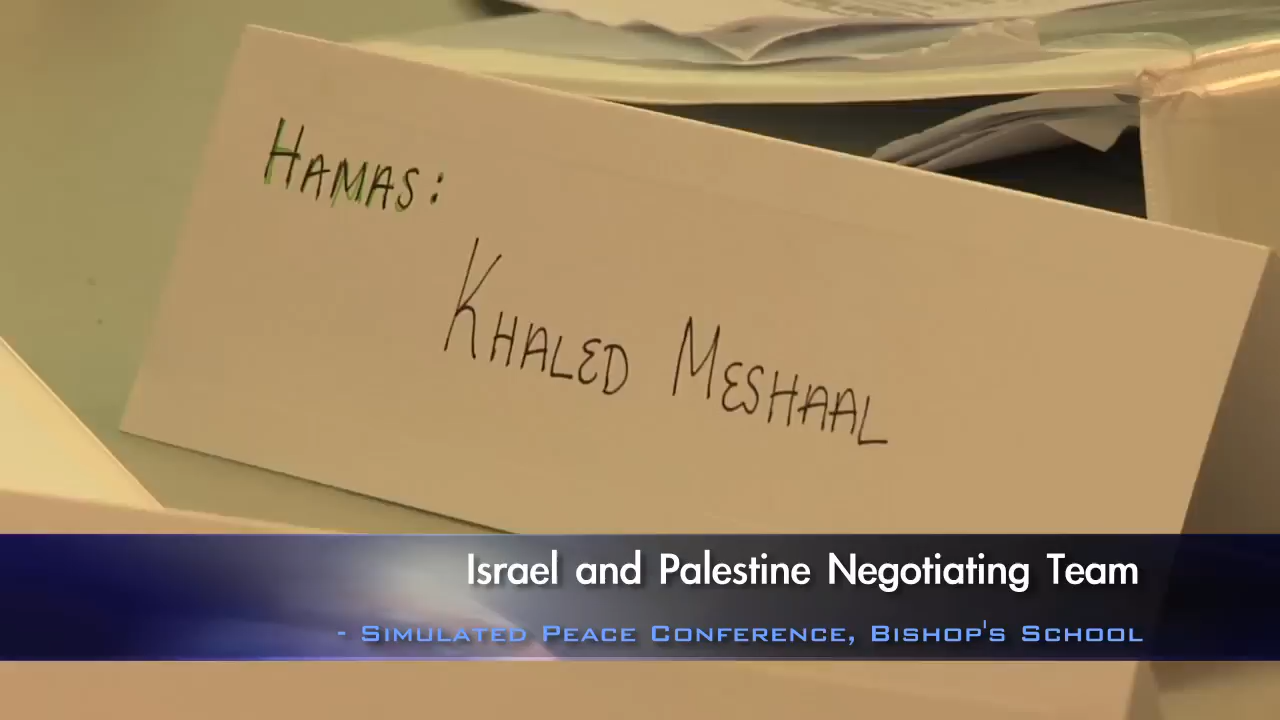 HAMAS:
KHALED MESHAAL
Israel and Palestine Negotiating Team
- SIMULATED PEACE CONFERENCE, BISHOP'S SCHOOL